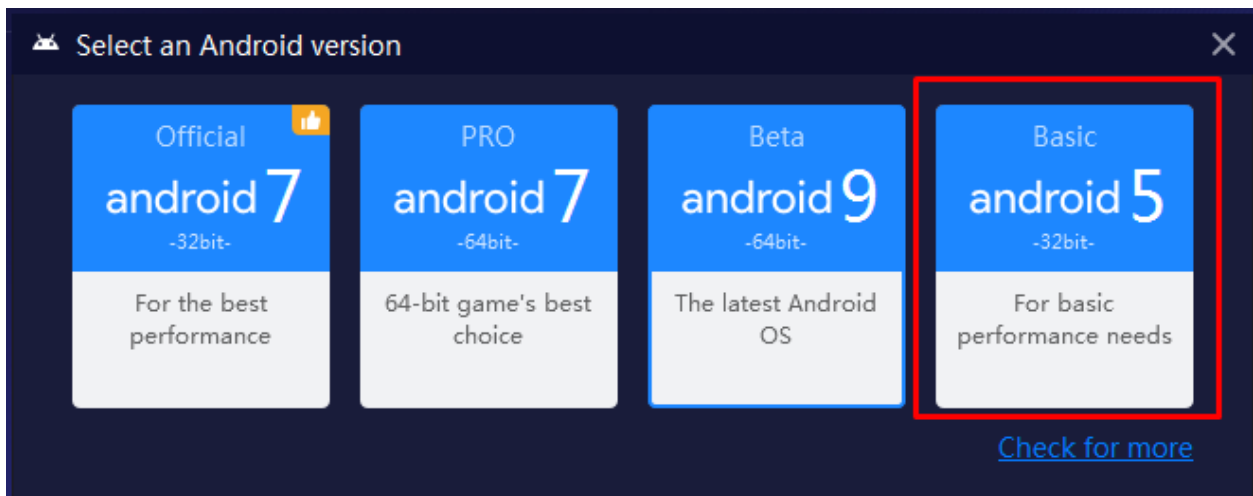 Select an Android version
Official
android 7
-32bit-
For the best
performance
PRO
android 7
-64bit-
64-bit game's best
choice
Beta
android 9
-64bit-
The latest Android
OS
Basic
android 5
-32bit-
For basic
performance needs
Check for more